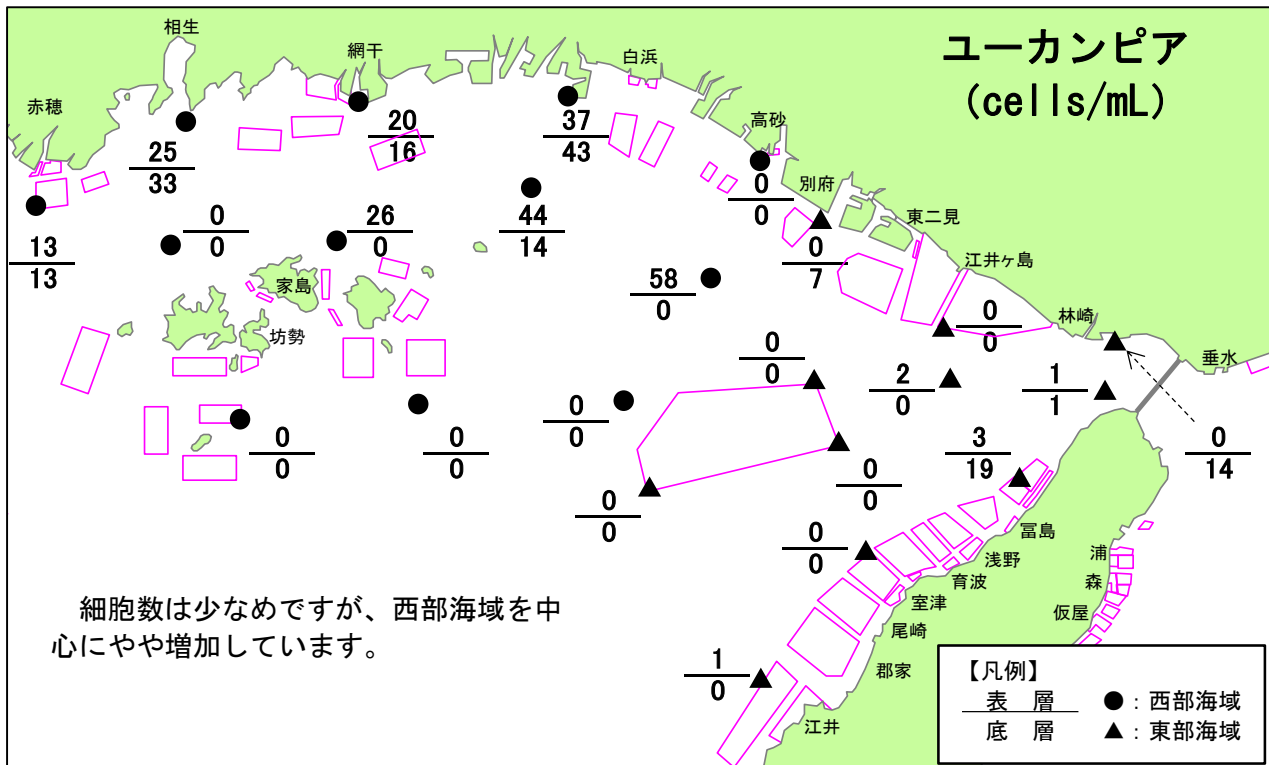 ユーカンピア
(cells/mL)
相生
網干
白浜
赤穂
高砂
別府
東二見
江井ヶ島
林崎
垂水
家島
坊勢
20
16
37
43
25
33
0
0
0
0
26
0
44
14
13
13
0
7
58
0
0
0
0
0
2
0
1
1
0
0
0
0
0
0
3
19
0
14
0
0
0
0
0
0
1
0
冨島
浅野
育波
室津
尾崎
郡家
江井
浦
森
仮屋
細胞数は少なめですが、西部海域を中
心にやや増加しています。
【凡例】
表 層 ●：西部海域
底 層 ▲：東部海域